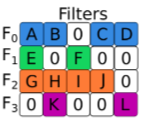 Filters
F0 A B 0 C D
F1 E 0 F 0 0
F2 G H I J 0
F3 0 K 0 0 L